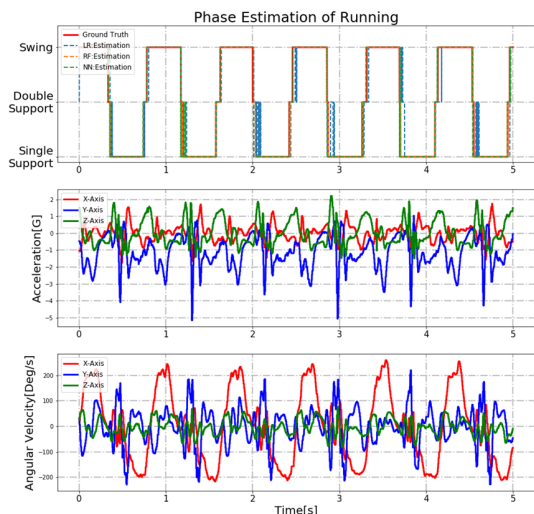 Phase Estimation of Running
Swing
Double
Support
Single
Support
Ground Truth
LR:Estimation
RF:Estimation
NN:Estimation
0 1 2 3 4 5
Acceleration[G]
2
1
0
−1
−2
−3
−4
−5
X-Axis
Y-Axis
Z-Axis
0 1 2 3 4 5
Angular Velocity[Deg/s]
200
100
0
−100
−200
X-Axis
Y-Axis
Z-Axis
0 1 2 3 4 5
Time[s]